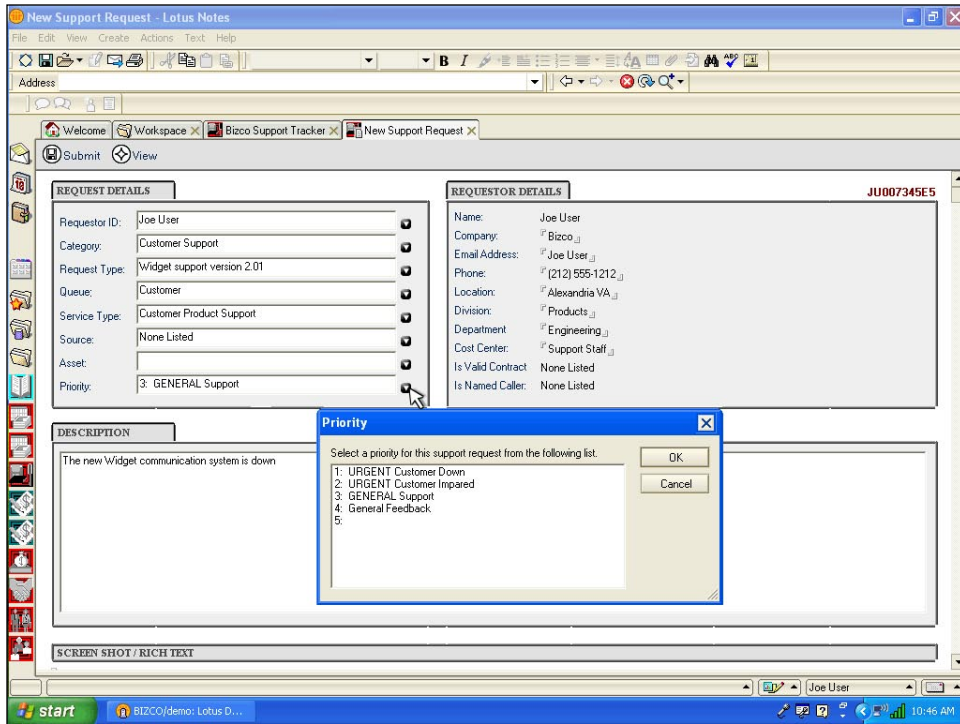 New Support Request - Lotus Notes
File Edit View Create Actions Text Help
B I
Address
Welcome Workspace Bizco Support Tracker New Support Request
Submit View
REQUEST DETAILS
Requestor ID: Joe User
Category: Customer Support
Request Type: Widget support version 2.01
Queue: Customer
Service Type: Customer Product Support
Source: None Listed
Asset:
Priority: 3: GENERAL Support
REQUESTOR DETAILS
JU007345E5
Name: Joe User
Company: Bizco
Email Address: Joe User
Phone: (212) 555-1212
Location: Alexandria VA
Division: Products
Department Engineering
Cost Center: Support Staff
Is Valid Contract None Listed
Is Named Caller: None Listed
DESCRIPTION
The new Widget communication system is down
Priority
Select a priority for this support request from the following list.
1: URGENT Customer Down
2: URGENT Customer Impared
3: GENERAL Support
4: General Feedback
5:
OK
Cancel
SCREEN SHOT / RICH TEXT
Joe User
start BIZCO/demo: Lotus D... 10:46 AM